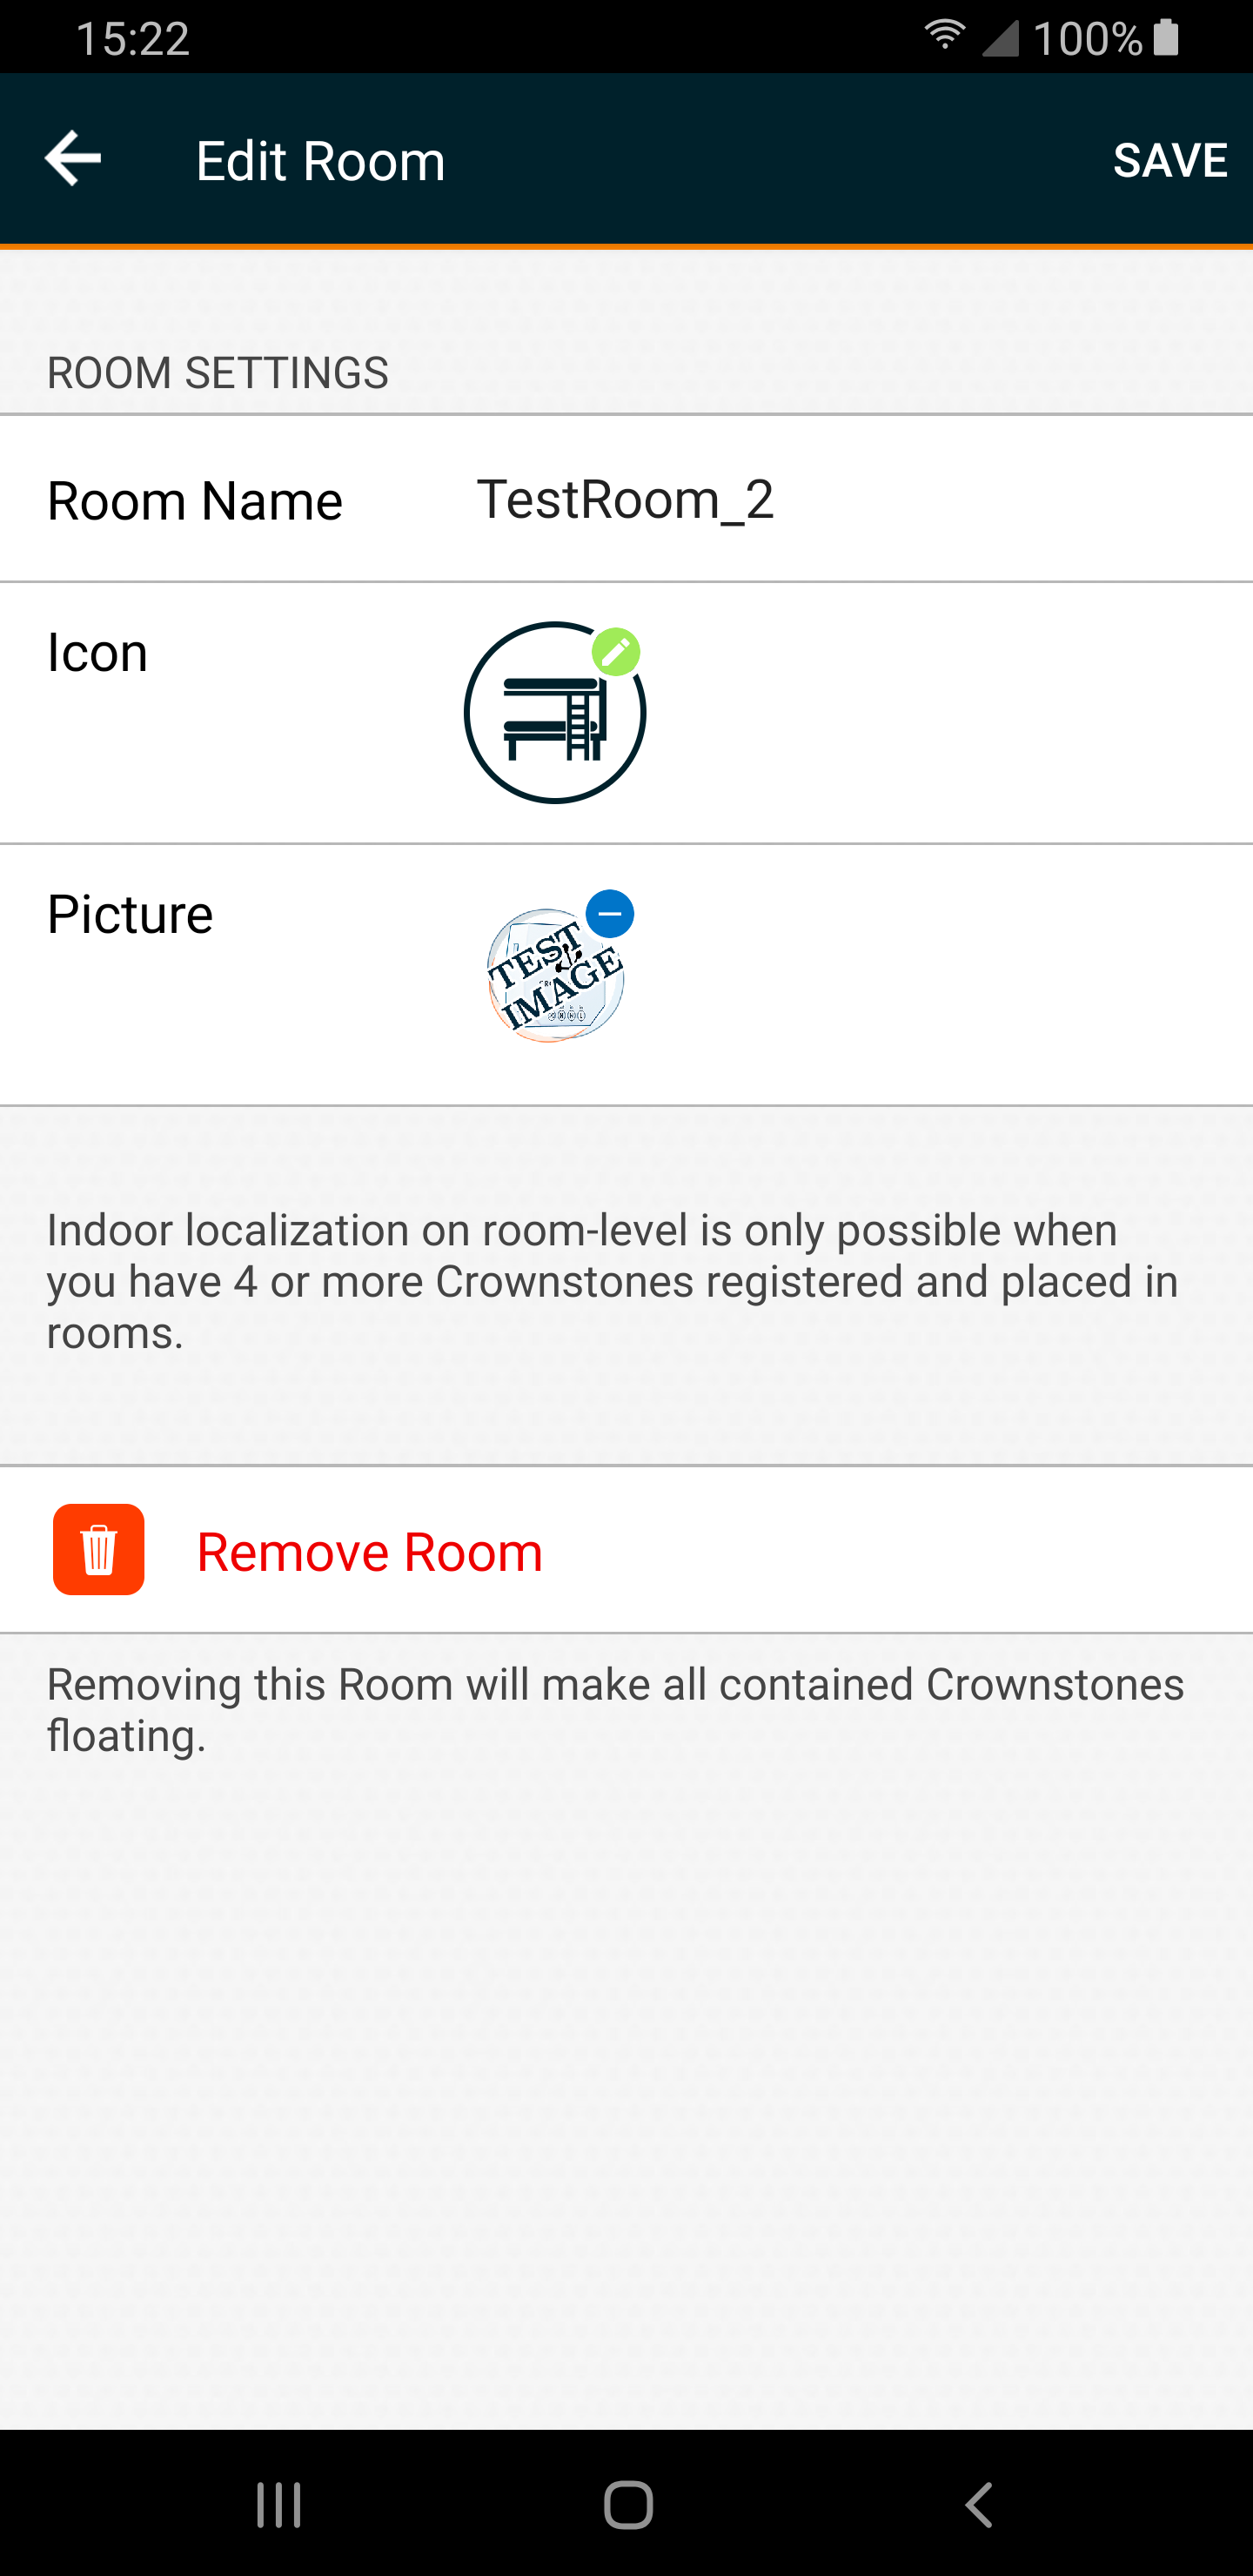 15:22
100%
Edit Room
SAVE
ROOM SETTINGS
Room Name
TestRoom_2
Icon
Picture
TEST
IMAGE
Indoor localization on room-level is only possible when
you have 4 or more Crownstones registered and placed in
rooms.
Remove Room
Removing this Room will make all contained Crownstones
floating.